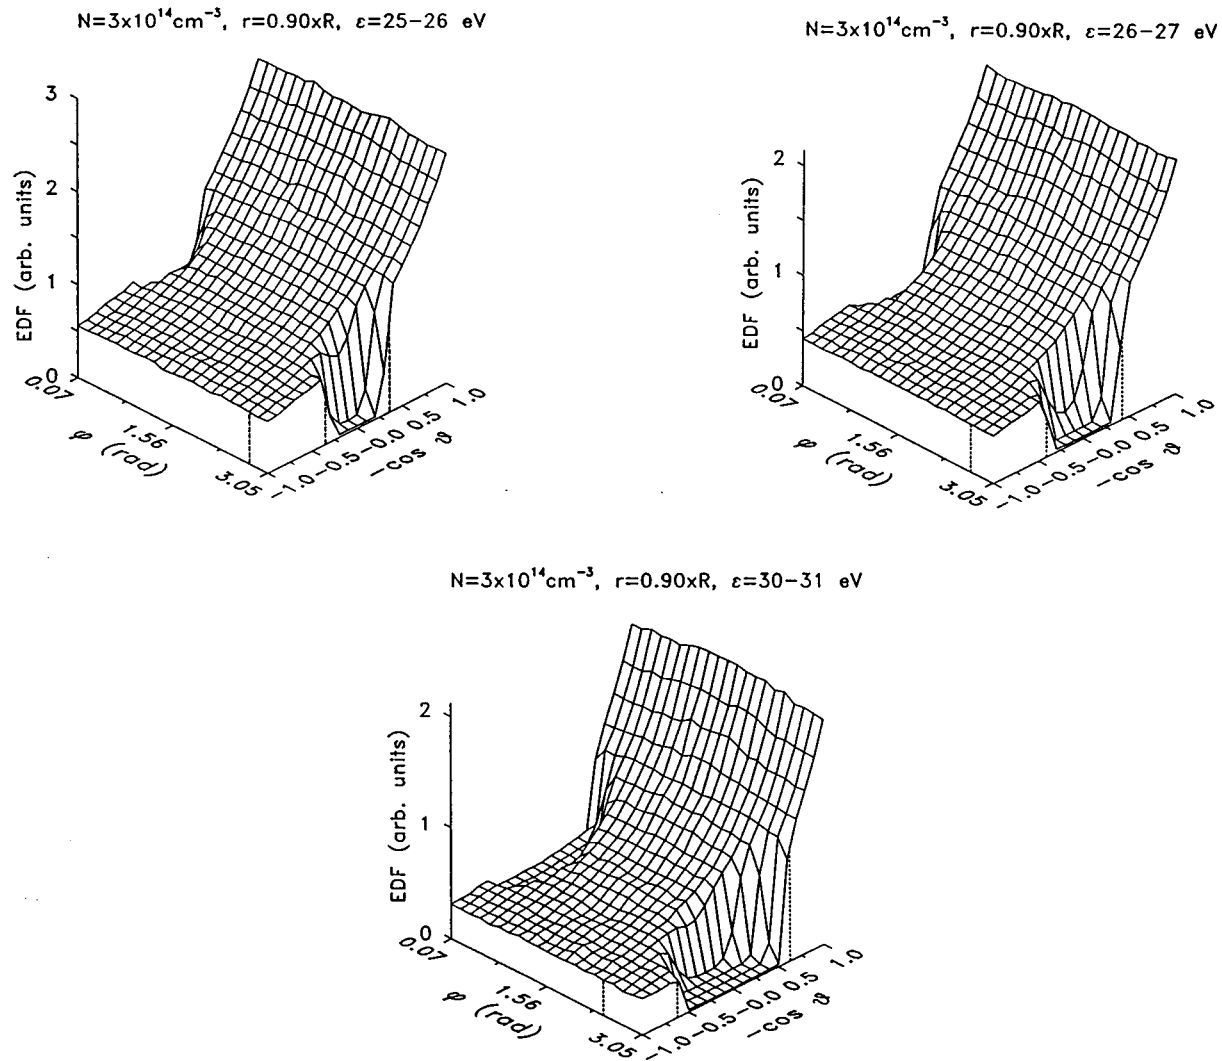 N=3x10¹⁴cm⁻³, r=0.90xR, ε=25-26 eV
3
2
1
0
EDF (arb. units)
0.07
1.56
3.05
φ (rad)
-1.0
-0.5
-0.0
0.5
1.0
-cos ϑ
N=3x10¹⁴cm⁻³, r=0.90xR, ε=26-27 eV
2
1
0
EDF (arb. units)
0.07
1.56
3.05
φ (rad)
-1.0
-0.5
-0.0
0.5
1.0
-cos ϑ
N=3x10¹⁴cm⁻³, r=0.90xR, ε=30-31 eV
2
1
0
EDF (arb. units)
0.07
1.56
3.05
φ (rad)
-1.0
-0.5
-0.0
0.5
1.0
-cos ϑ